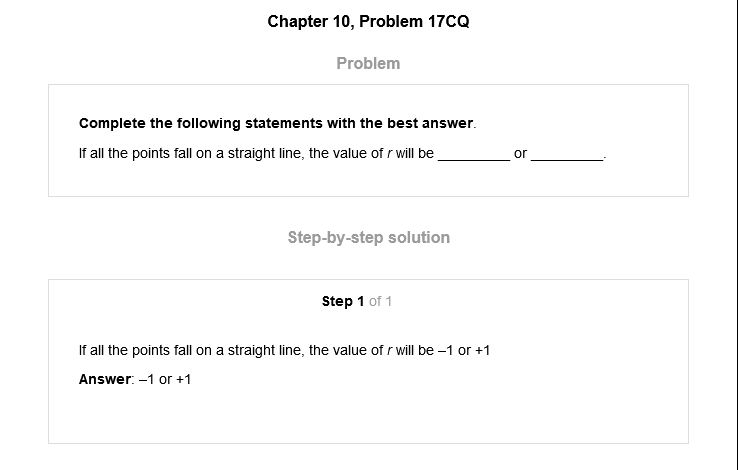 Chapter 10, Problem 17CQ
Problem
Complete the following statements with the best answer.
If all the points fall on a straight line, the value of r will be _________ or _________.
Step-by-step solution
Step 1 of 1
If all the points fall on a straight line, the value of r will be –1 or +1
Answer: –1 or +1